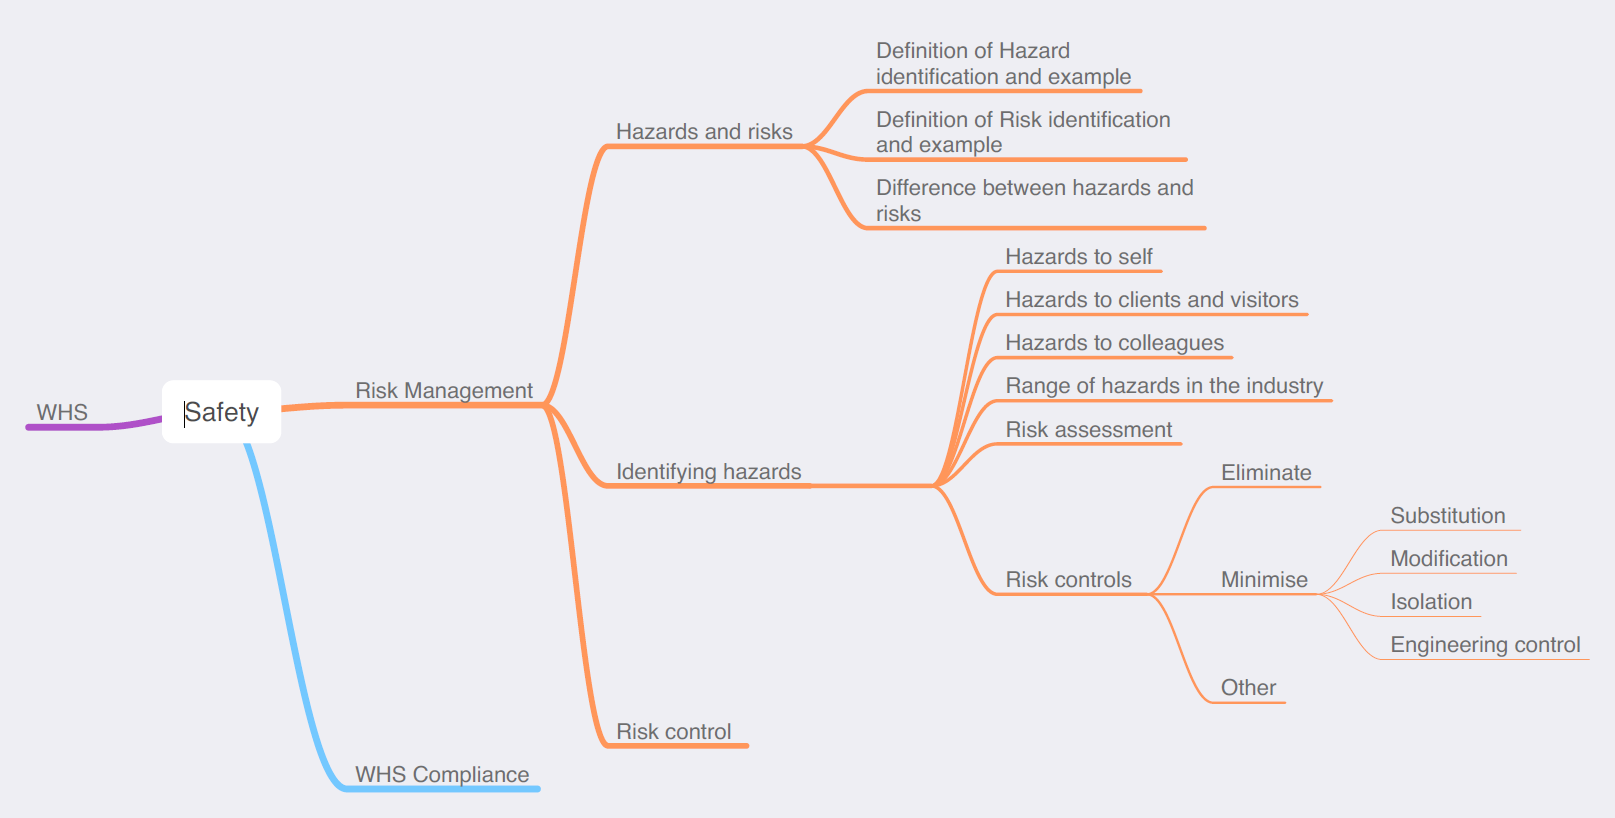 Definition of Hazard
identification and example
Definition of Risk identification
and example
Difference between hazards and
risks
Hazards and risks
Hazards to self
Hazards to clients and visitors
Hazards to colleagues
Range of hazards in the industry
Risk assessment
Risk Management
WHS
Safety
Identifying hazards
Eliminate
Substitution
Modification
Isolation
Engineering control
Risk controls
Minimise
Other
Risk control
WHS Compliance